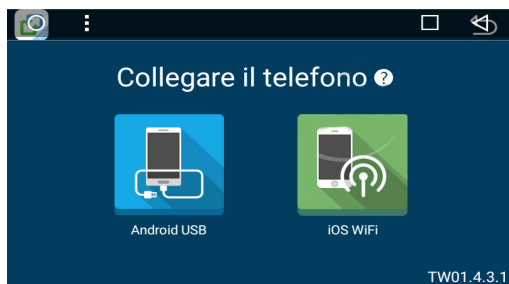 Collegare il telefono ?
Android USB
iOS WiFi
TW01.4.3.1